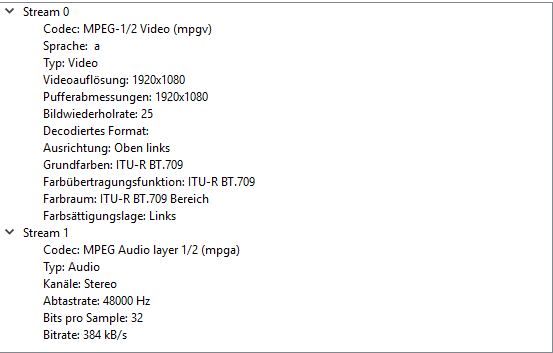 Stream 0
Codec: MPEG-1/2 Video (mpgv)
Sprache:  a
Typ: Video
Videoauflösung: 1920x1080
Pufferabmessungen: 1920x1080
Bildwiederholrate: 25
Decodiertes Format:
Ausrichtung: Oben links
Grundfarben: ITU-R BT.709
Farbübertragungsfunktion: ITU-R BT.709
Farbraum: ITU-R BT.709 Bereich
Farbsättigungslage: Links
Stream 1
Codec: MPEG Audio layer 1/2 (mpga)
Typ: Audio
Kanäle: Stereo
Abtastrate: 48000 Hz
Bits pro Sample: 32
Bitrate: 384 kB/s